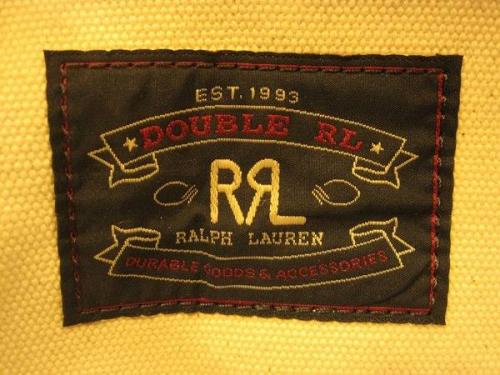 EST. 1993
DOUBLE RL
RRL
RALPH LAUREN
DURABLE GOODS & ACCESSORIES